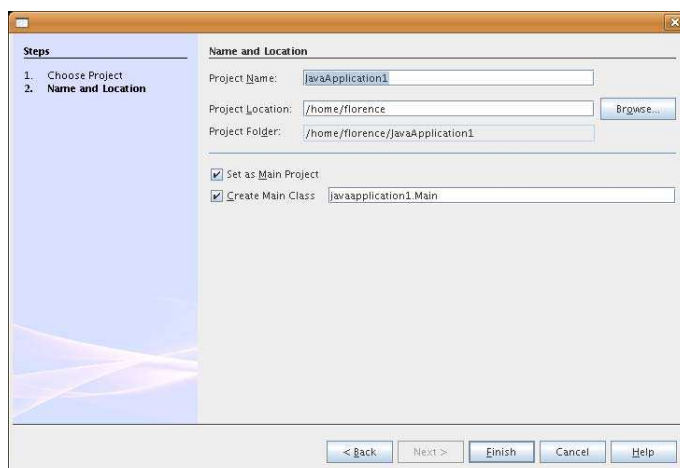 Steps
1. Choose Project
2. Name and Location
Name and Location
Project Name: JavaApplication1
Project Location: /home/florence Browse...
Project Folder: /home/florence/JavaApplication1
Set as Main Project
Create Main Class javaapplication1.Main
< Back Next > Finish Cancel Help